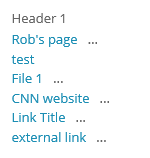 Header 1
Rob's page ...
test
File 1 ...
CNN website ...
Link Title ...
external link ...